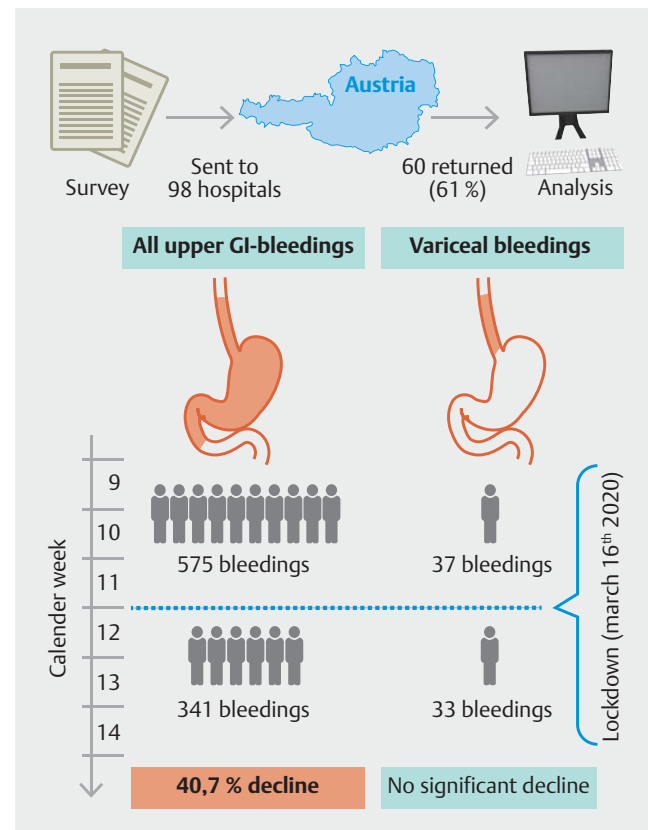 Survey
Sent to
98 hospitals
Austria
60 returned
(61 %)
Analysis
All upper GI-bleedings
Variceal bleedings
Calender week
9
10
11
12
13
14
575 bleedings
37 bleedings
341 bleedings
33 bleedings
Lockdown (march 16th 2020)
40,7 % decline
No significant decline